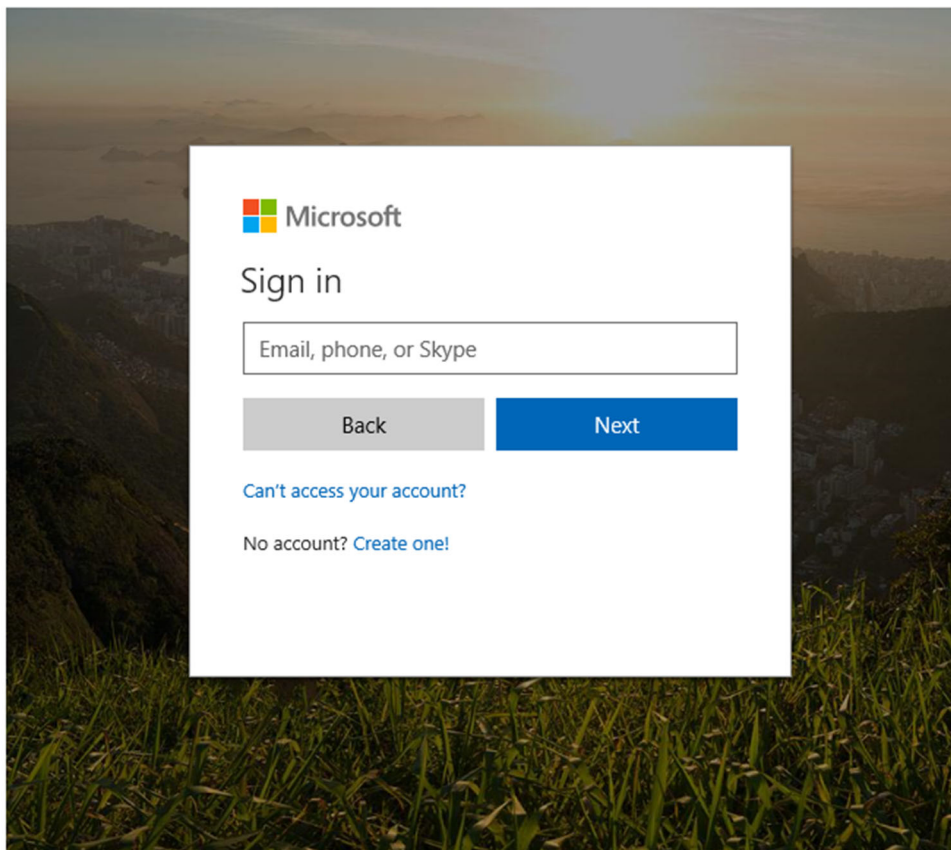 Microsoft
Sign in
Email, phone, or Skype
Back Next
Can't access your account?
No account? Create one!